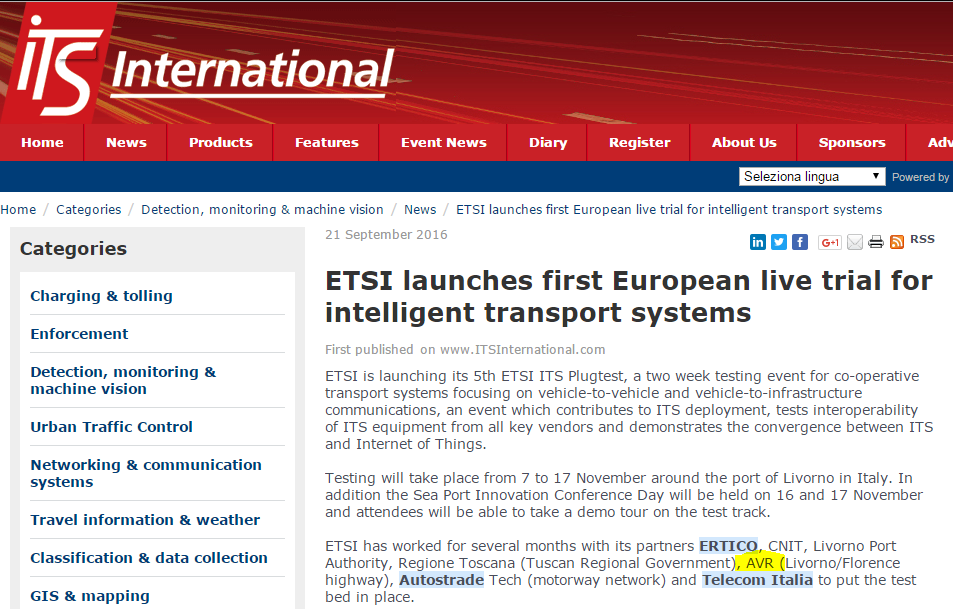 iTS International
Home News Products Features Event News Diary Register About Us Sponsors Adv
Seleziona lingua ▼ Powered by
Home / Categories / Detection, monitoring & machine vision / News / ETSI launches first European live trial for intelligent transport systems
Categories
Charging & tolling
Enforcement
Detection, monitoring &
machine vision
Urban Traffic Control
Networking & communication
systems
Travel information & weather
Classification & data collection
GIS & mapping
21 September 2016
in f G+1 RSS
ETSI launches first European live trial for
intelligent transport systems
First published on www.ITSInternational.com
ETSI is launching its 5th ETSI ITS Plugtest, a two week testing event for co-operative
transport systems focusing on vehicle-to-vehicle and vehicle-to-infrastructure
communications, an event which contributes to ITS deployment, tests interoperability
of ITS equipment from all key vendors and demonstrates the convergence between ITS
and Internet of Things.
Testing will take place from 7 to 17 November around the port of Livorno in Italy. In
addition the Sea Port Innovation Conference Day will be held on 16 and 17 November
and attendees will be able to take a demo tour on the test track.
ETSI has worked for several months with its partners ERTICO, CNIT, Livorno Port
Authority, Regione Toscana (Tuscan Regional Government), AVR (Livorno/Florence
highway), Autostrade Tech (motorway network) and Telecom Italia to put the test
bed in place.